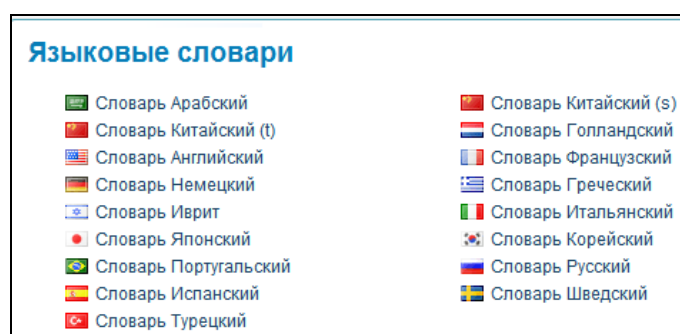 Языковые словари
Словарь Арабский
Словарь Китайский (s)
Словарь Китайский (t)
Словарь Голландский
Словарь Английский
Словарь Французский
Словарь Немецкий
Словарь Греческий
Словарь Иврит
Словарь Итальянский
Словарь Японский
Словарь Корейский
Словарь Португальский
Словарь Русский
Словарь Испанский
Словарь Шведский
Словарь Турецкий